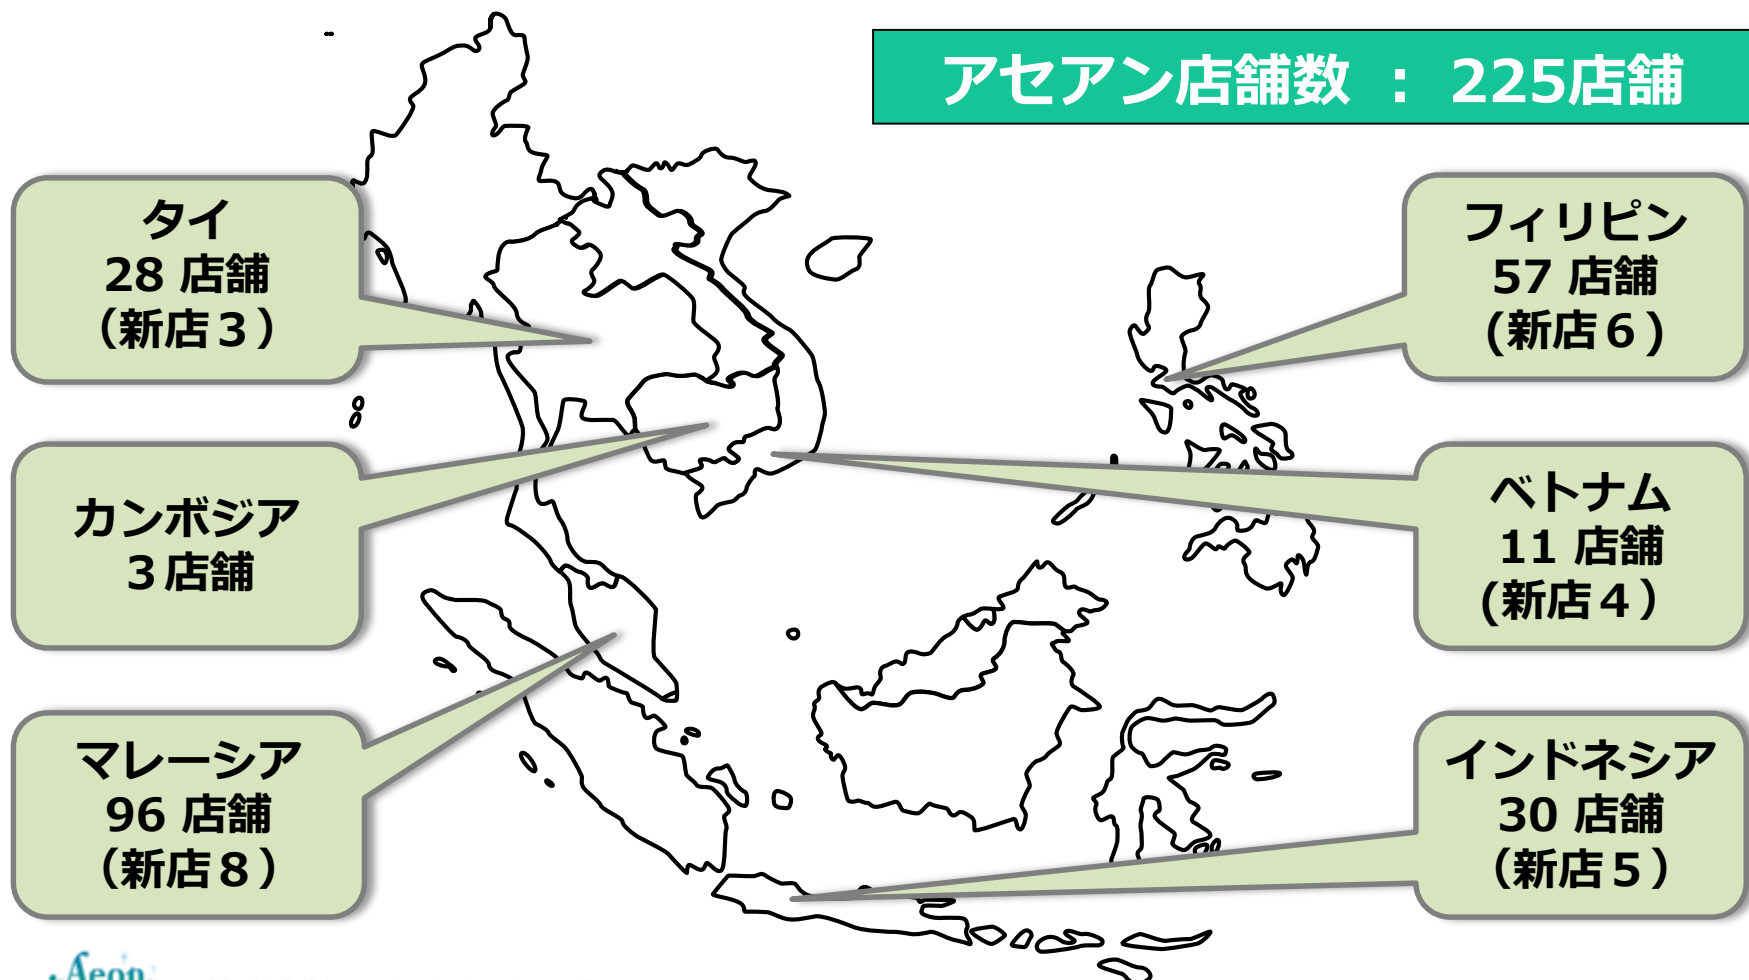 アセアン店舗数 : 225店舗
タイ
28 店舗
（新店３）
フィリピン
57 店舗
(新店６)
カンボジア
３店舗
ベトナム
11 店舗
(新店４）
マレーシア
96 店舗
（新店８）
インドネシア
30 店舗
（新店５）
Aeon